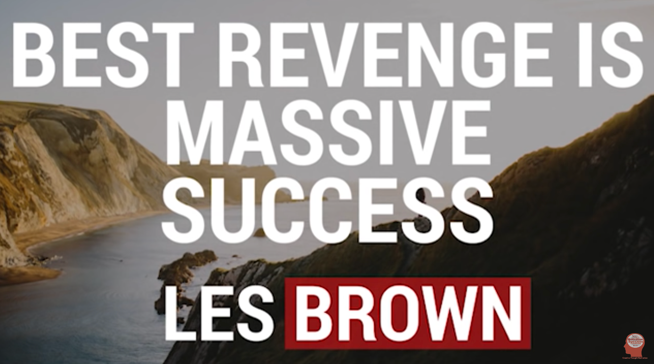 BEST REVENGE IS
MASSIVE
SUCCESS
LES BROWN